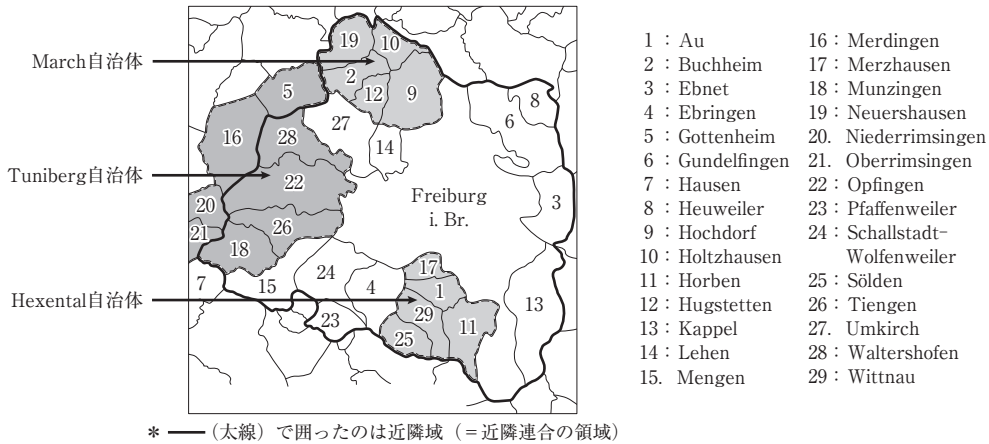 March自治体
Tuniberg自治体
Hexental自治体
19
10
2
12
9
5
27
14
28
16
22
20
21
26
18
7
15
24
23
4
17
1
29
25
11
13
3
6
8
Freiburg
i. Br.
1 : Au
2 : Buchheim
3 : Ebnet
4 : Ebringen
5 : Gottenheim
6 : Gundelfingen
7 : Hausen
8 : Heuweiler
9 : Hochdorf
10 : Holtzhausen
11 : Horben
12 : Hugstetten
13 : Kappel
14 : Lehen
15. Mengen
16 : Merdingen
17 : Merzhausen
18 : Munzingen
19 : Neuershausen
20. Niederrimsingen
21. Oberrimsingen
22 : Opfingen
23 : Pfaffenweiler
24 : Schallstadt-
Wolfenweiler
25 : Sölden
26 : Tiengen
27. Umkirch
28 : Waltershofen
29 : Wittnau
* ━━ (太線) で囲ったのは近隣域 (=近隣連合の領域)